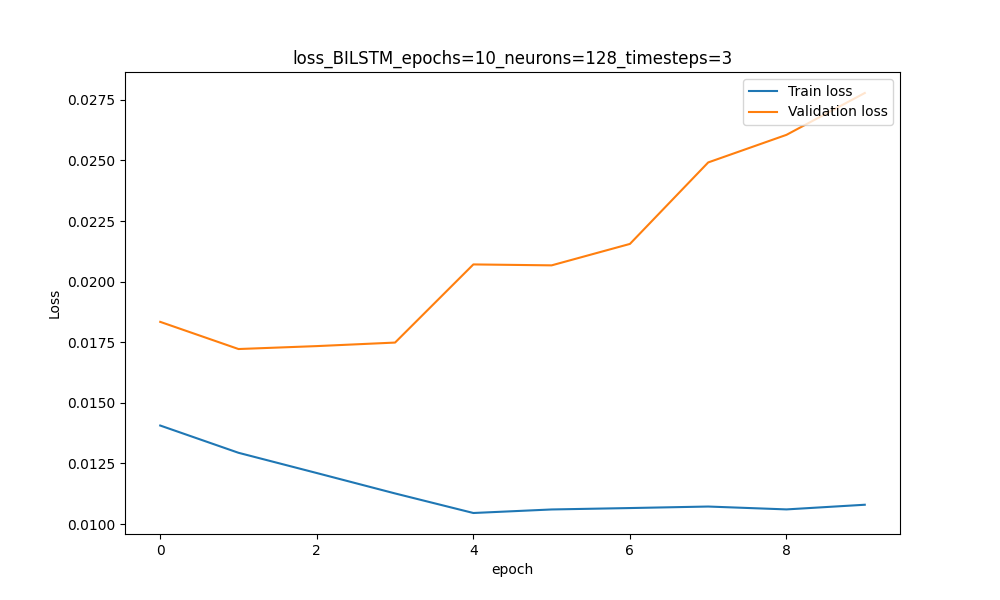 loss_BILSTM_epochs=10_neurons=128_timesteps=3
Train loss
Validation loss
0.0275
0.0250
0.0225
0.0200
0.0175
0.0150
0.0125
0.0100
Loss
0 2 4 6 8
epoch